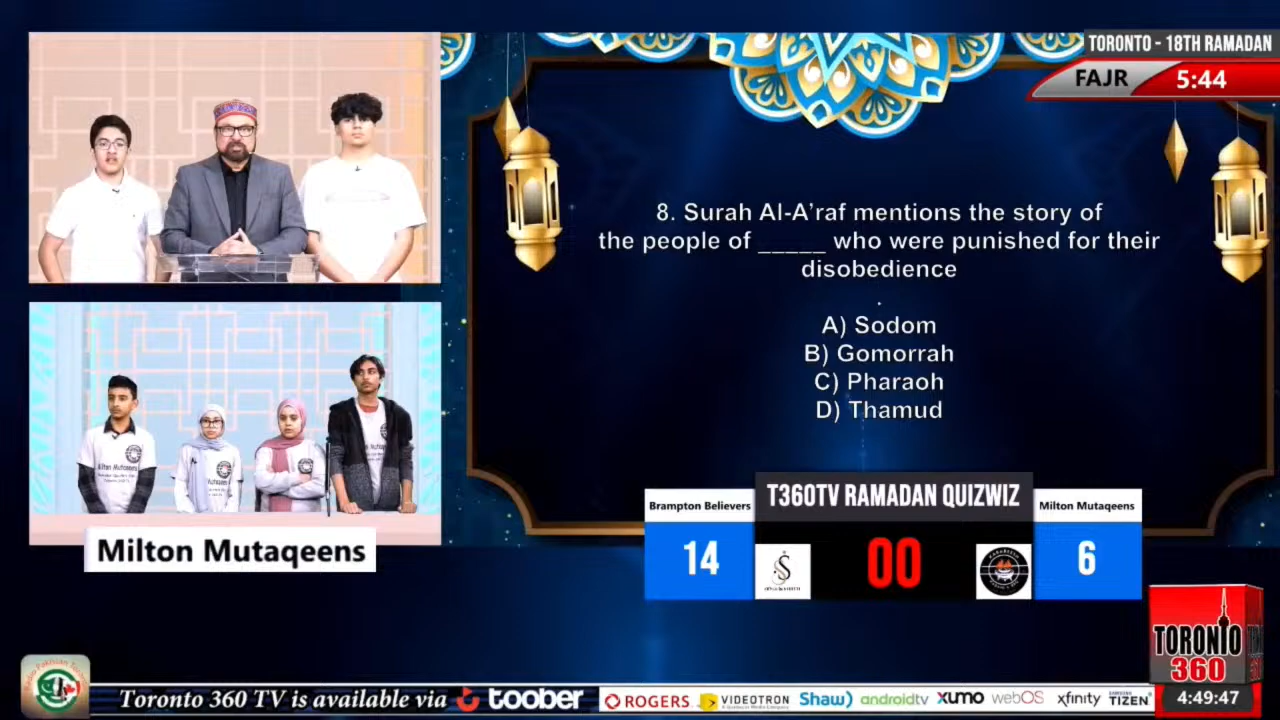 TORONTO - 18TH RAMADAN
FAJR 5:44
8. Surah Al-A’raf mentions the story of
the people of _____ who were punished for their
disobedience
.
A) Sodom
B) Gomorrah
C) Pharaoh
D) Thamud
Milton Mutaqeens
Milton Mutaqeens
T360TV RAMADAN QUIZWIZ
Brampton Believers
Milton Mutaqeens
14
00
6
TORONTO
360
4:49:47
Toronto 360 TV is available via toober
ROGERS VIDEOTRON Shaw) androidtv xumo webOS xfinity SAMSUNG TIZEN